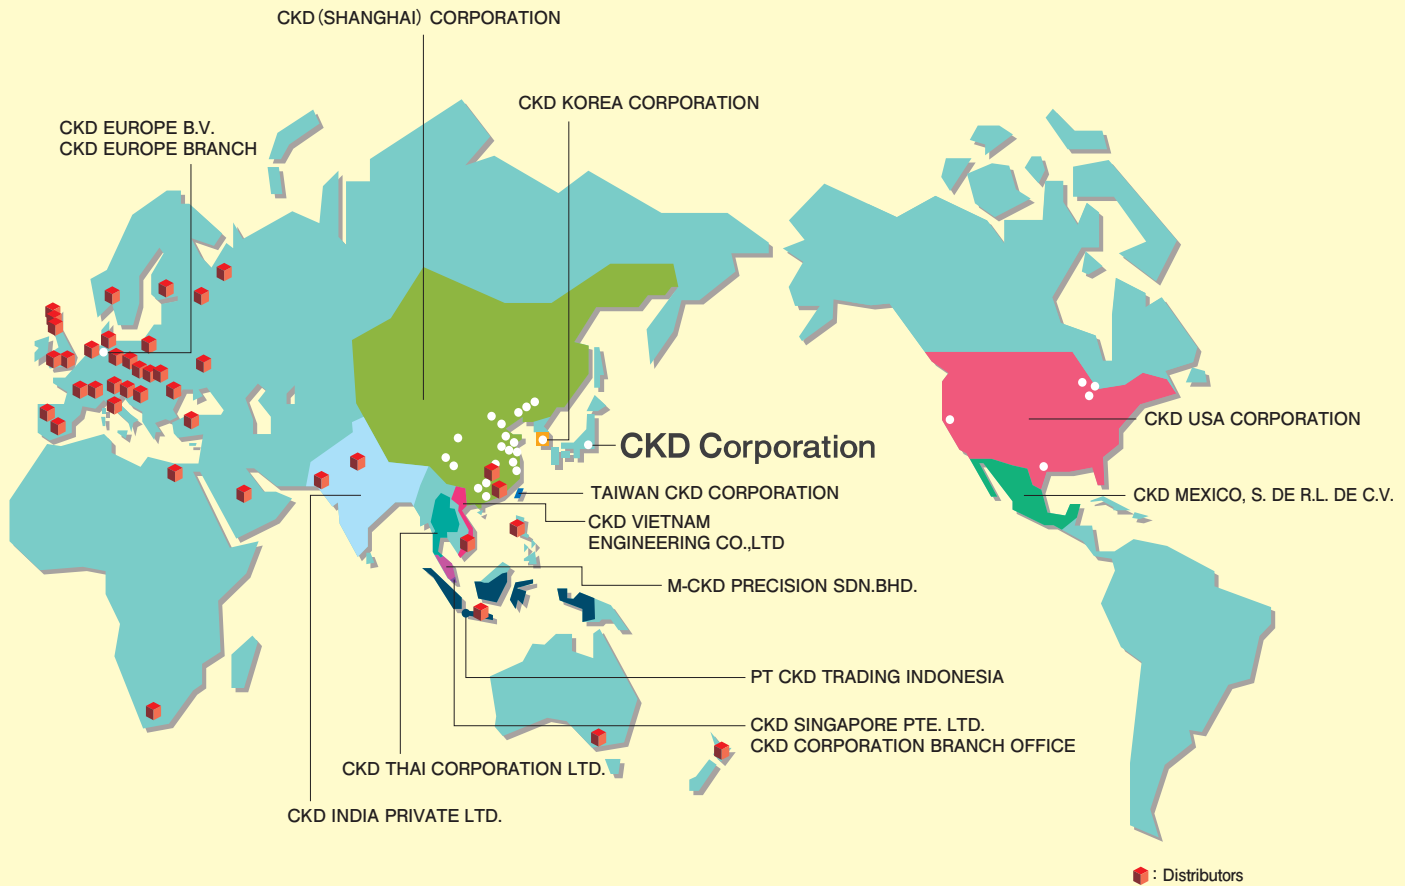 CKD (SHANGHAI) CORPORATION
CKD KOREA CORPORATION
CKD EUROPE B.V.
CKD EUROPE BRANCH
CKD USA CORPORATION
CKD Corporation
TAIWAN CKD CORPORATION
CKD MEXICO, S. DE R.L. DE C.V.
CKD VIETNAM
ENGINEERING CO.,LTD
M-CKD PRECISION SDN.BHD.
PT CKD TRADING INDONESIA
CKD SINGAPORE PTE. LTD.
CKD CORPORATION BRANCH OFFICE
CKD THAI CORPORATION LTD.
CKD INDIA PRIVATE LTD.
: Distributors